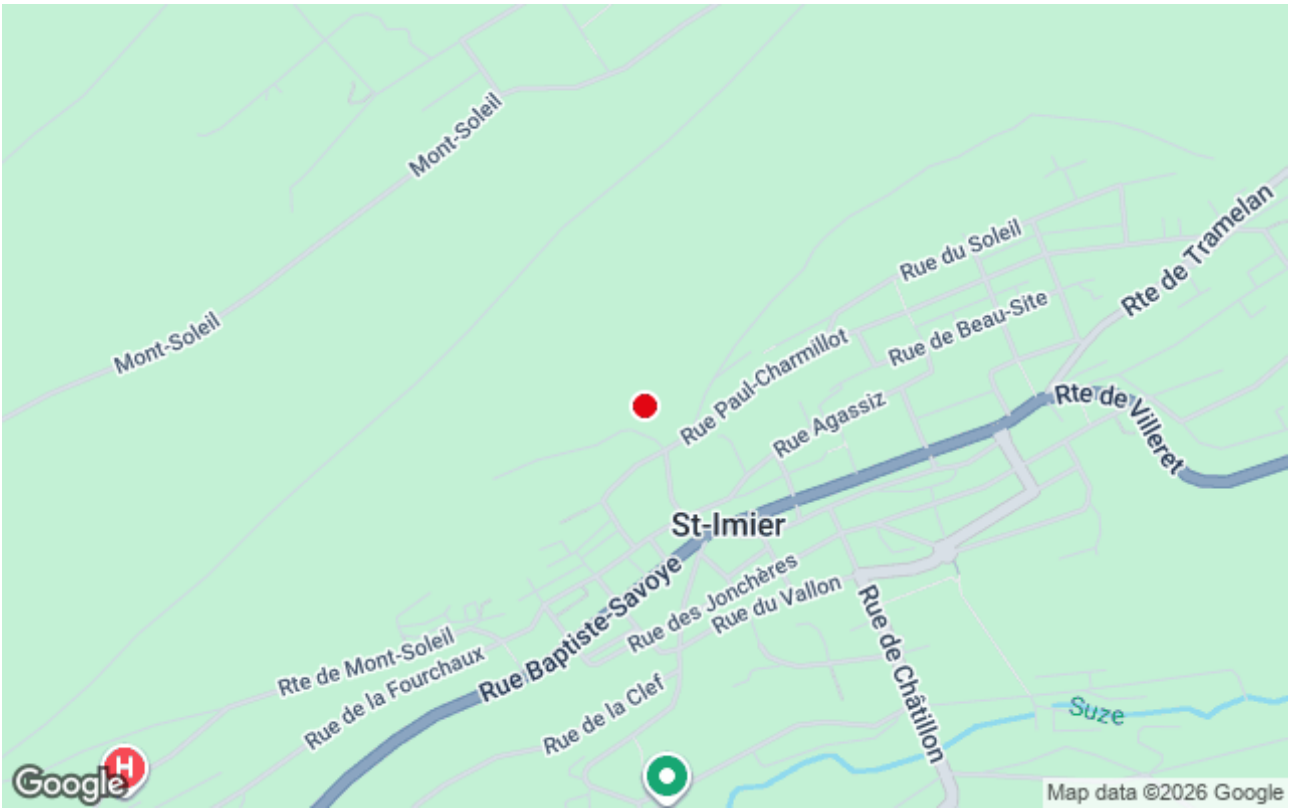 Mont-Soleil
Mont-Soleil
Rue du Soleil
Rte de Tramelan
Rue de Beau-Site
Rue Paul-Charmillot
Rue Agassiz
Rte de Villeret
St-Imier
Rue des Jonchères
Rue du Vallon
Rue Baptiste-Savoye
Rte de Mont-Soleil
Rue de la Fourchaux
Rue de la Clef
Rue de Châtillon
Suze
H
Google
Map data ©2026 Google